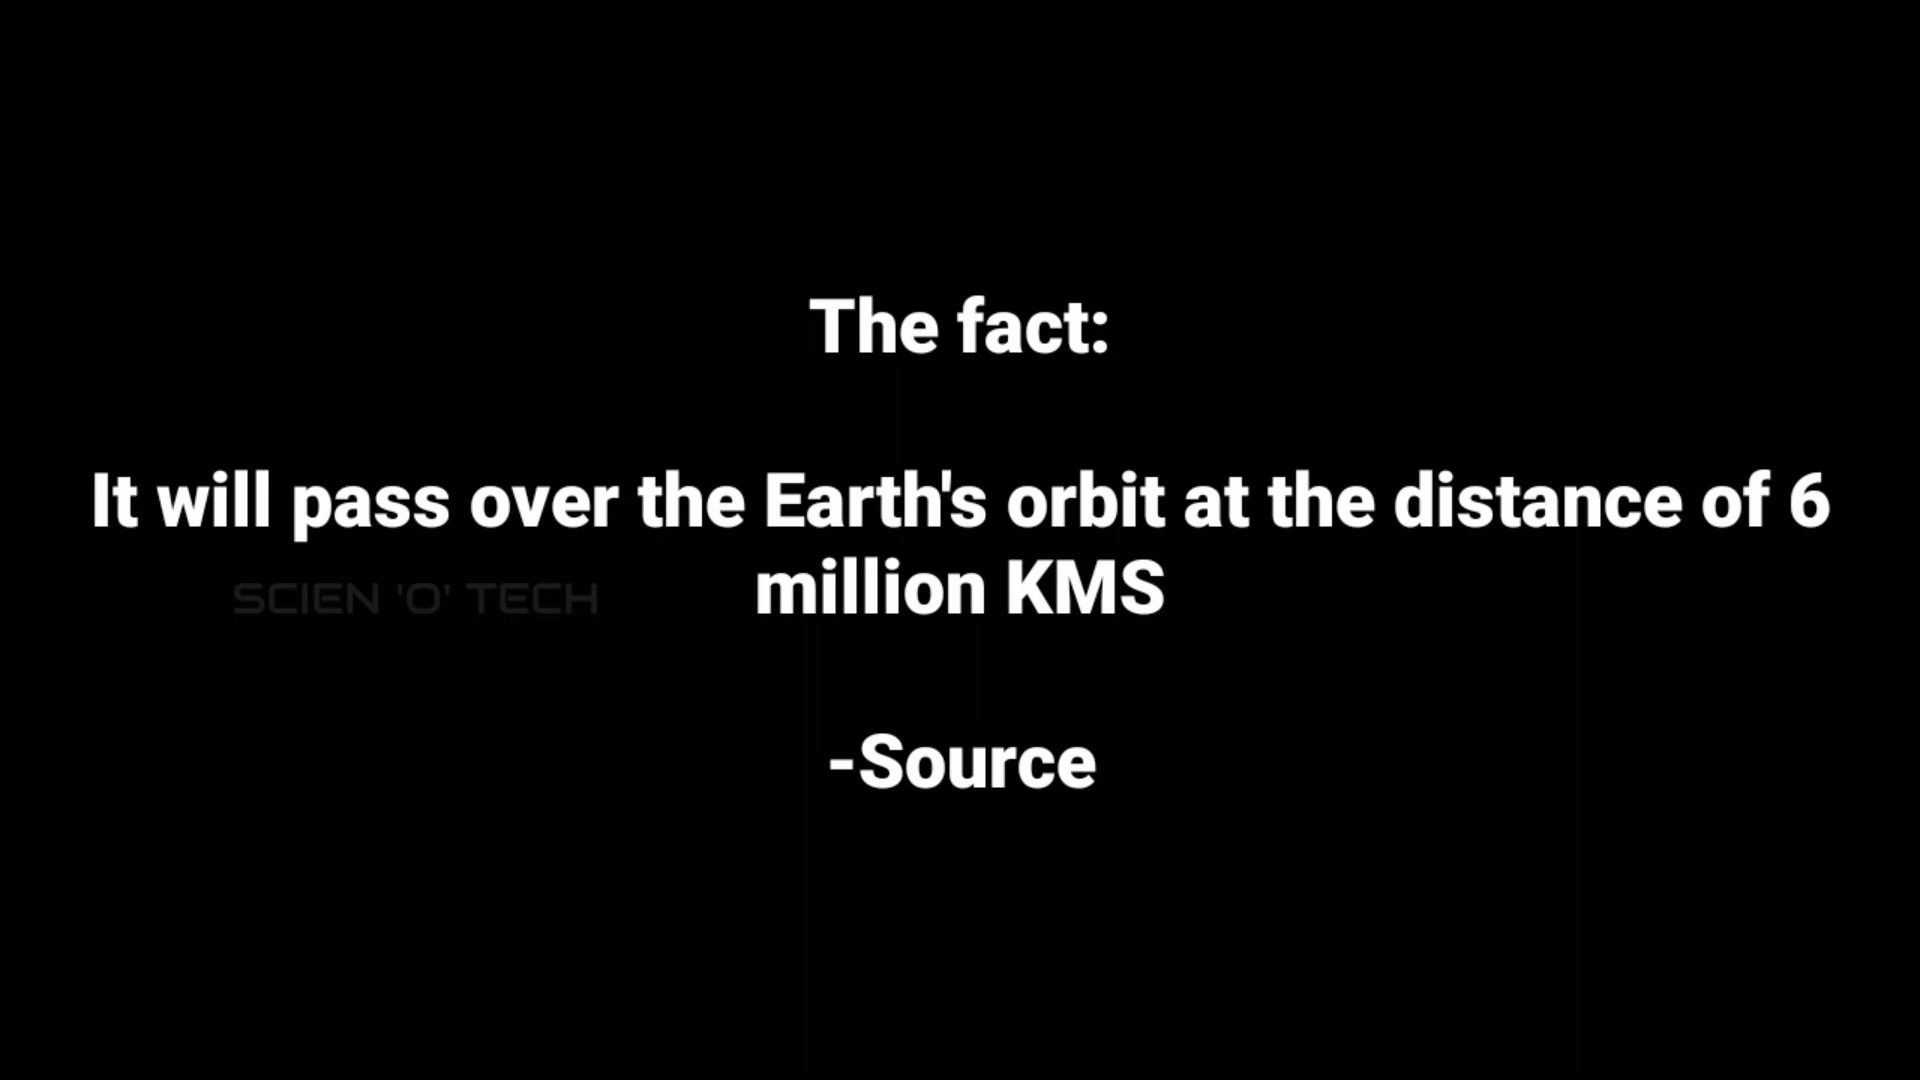 The fact:
It will pass over the Earth's orbit at the distance of 6
million KMS
SCIEN 'O' TECH
-Source